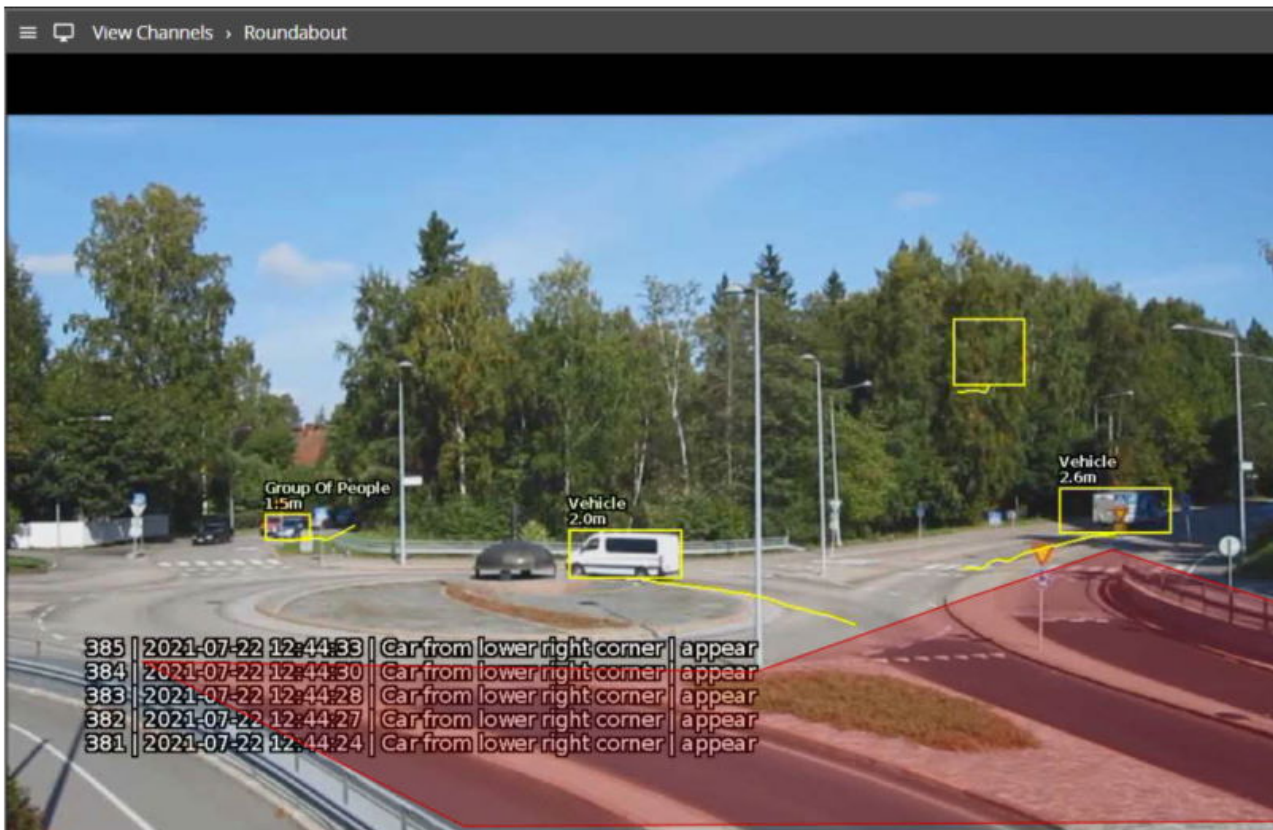 View Channels › Roundabout
Group Of People
1.5m
Vehicle
2.0m
Vehicle
2.6m
385 | 2021-07-22 12:44:33 | Car from lower right corner | appear
384 | 2021-07-22 12:44:30 | Car from lower right corner | appear
383 | 2021-07-22 12:44:28 | Car from lower right corner | appear
382 | 2021-07-22 12:44:27 | Car from lower right corner | appear
381 | 2021-07-22 12:44:24 | Car from lower right corner | appear